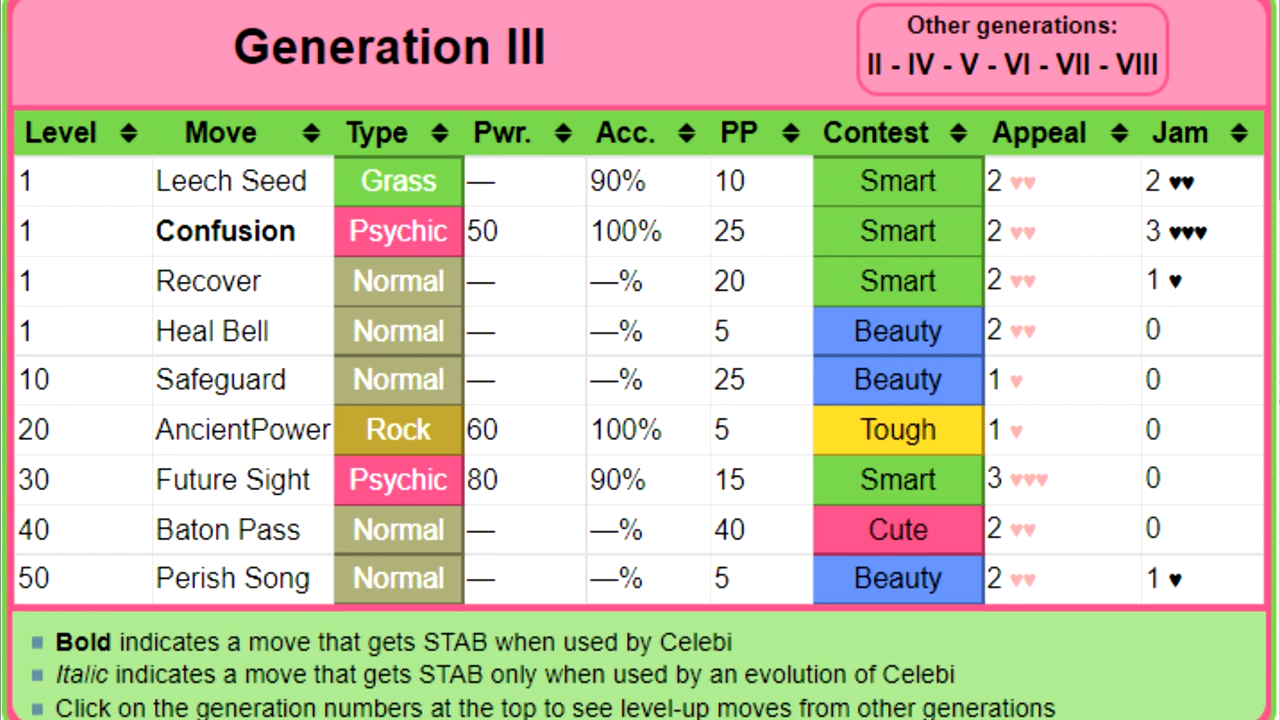 Generation III
Other generations:
II - IV - V - VI - VII - VIII
Level Move Type Pwr. Acc. PP Contest Appeal Jam
1 Leech Seed Grass — 90% 10 Smart 2 ♥♥ 2 ♥♥
1 Confusion Psychic 50 100% 25 Smart 2 ♥♥ 3 ♥♥♥
1 Recover Normal — —% 20 Smart 2 ♥♥ 1 ♥
1 Heal Bell Normal — —% 5 Beauty 2 ♥♥ 0
10 Safeguard Normal — —% 25 Beauty 1 ♥ 0
20 AncientPower Rock 60 100% 5 Tough 1 ♥ 0
30 Future Sight Psychic 80 90% 15 Smart 3 ♥♥♥ 0
40 Baton Pass Normal — —% 40 Cute 2 ♥♥ 0
50 Perish Song Normal — —% 5 Beauty 2 ♥♥ 1 ♥
Bold indicates a move that gets STAB when used by Celebi
Italic indicates a move that gets STAB only when used by an evolution of Celebi
Click on the generation numbers at the top to see level-up moves from other generations